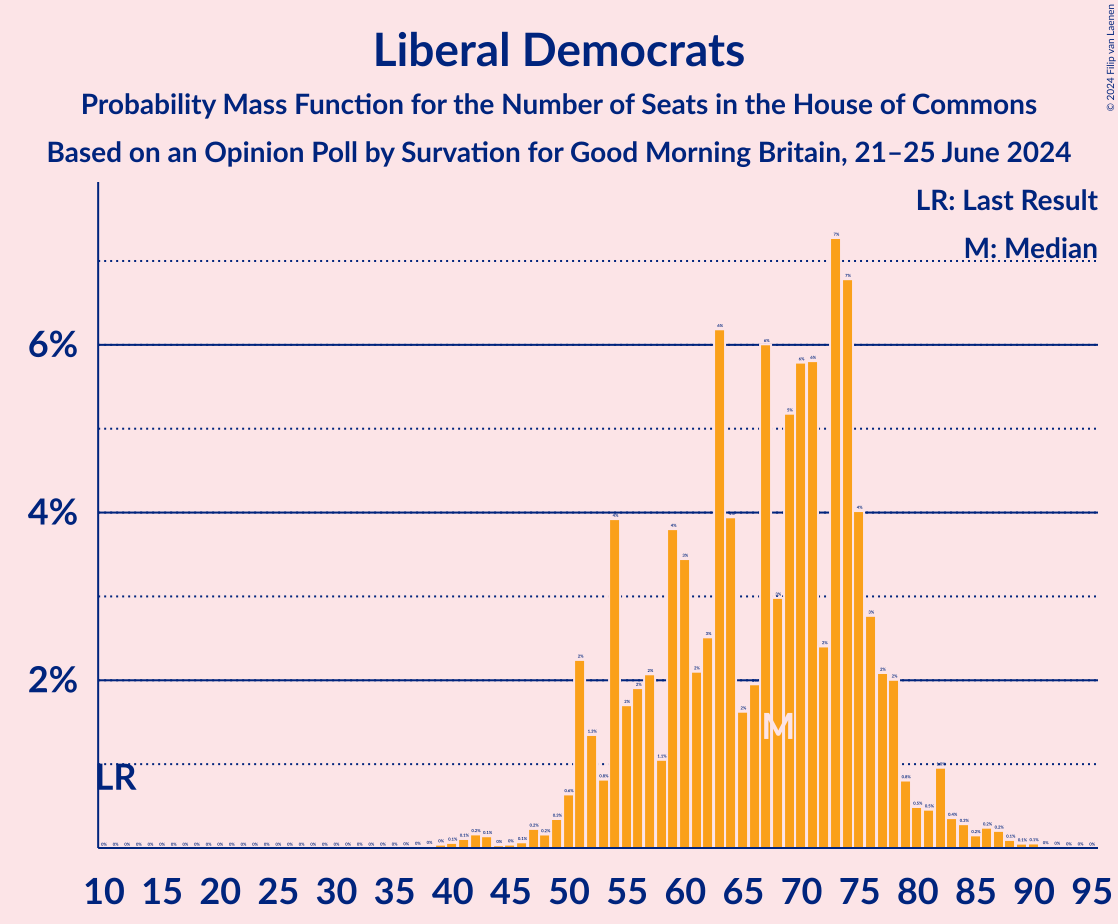 Liberal Democrats
Probability Mass Function for the Number of Seats in the House of Commons
Based on an Opinion Poll by Survation for Good Morning Britain, 21–25 June 2024
© 2024 Filip van Laenen
LR: Last Result
M: Median
6%
4%
2%
LR
M
10 15 20 25 30 35 40 45 50 55 60 65 70 75 80 85 90 95